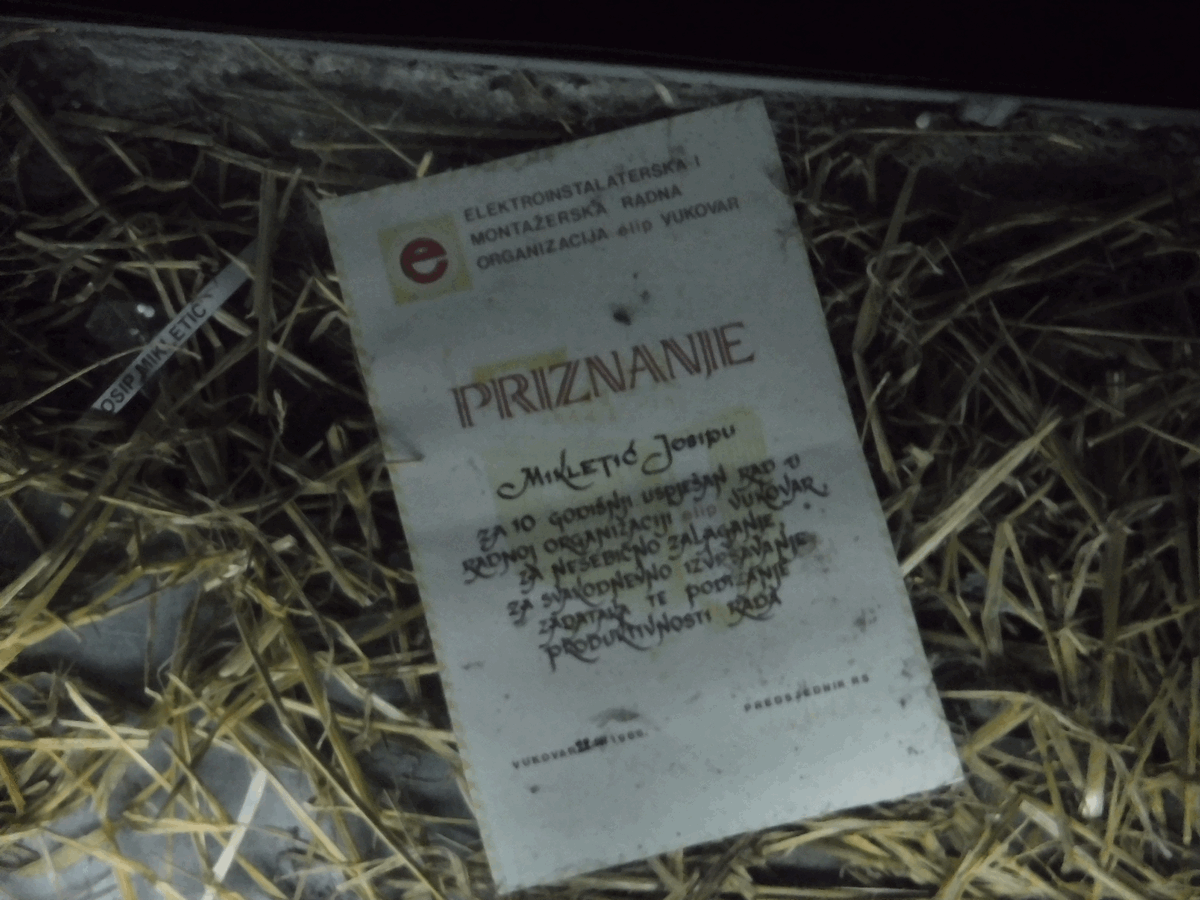 ELEKTROINSTALATERSKA I
MONTAŽERSKA RADNA
ORGANIZACIJA elip VUKOVAR
e
PRIZNANJE
MIKLETIĆ JOSIPU
ZA 10 GODIŠNJI USPJEŠAN RAD U
RADNOJ ORGANIZACIJI elip VUKOVAR,
ZA NESEBIČNO ZALAGANJE,
ZA SVAKODNEVNO IZVRŠAVANJE
ZADATAKA TE PODIZANJE
PRODUKTIVNOSTI RADA
PREDSJEDNIK RS
VUKOVAR
OSIP MIKLETIĆ